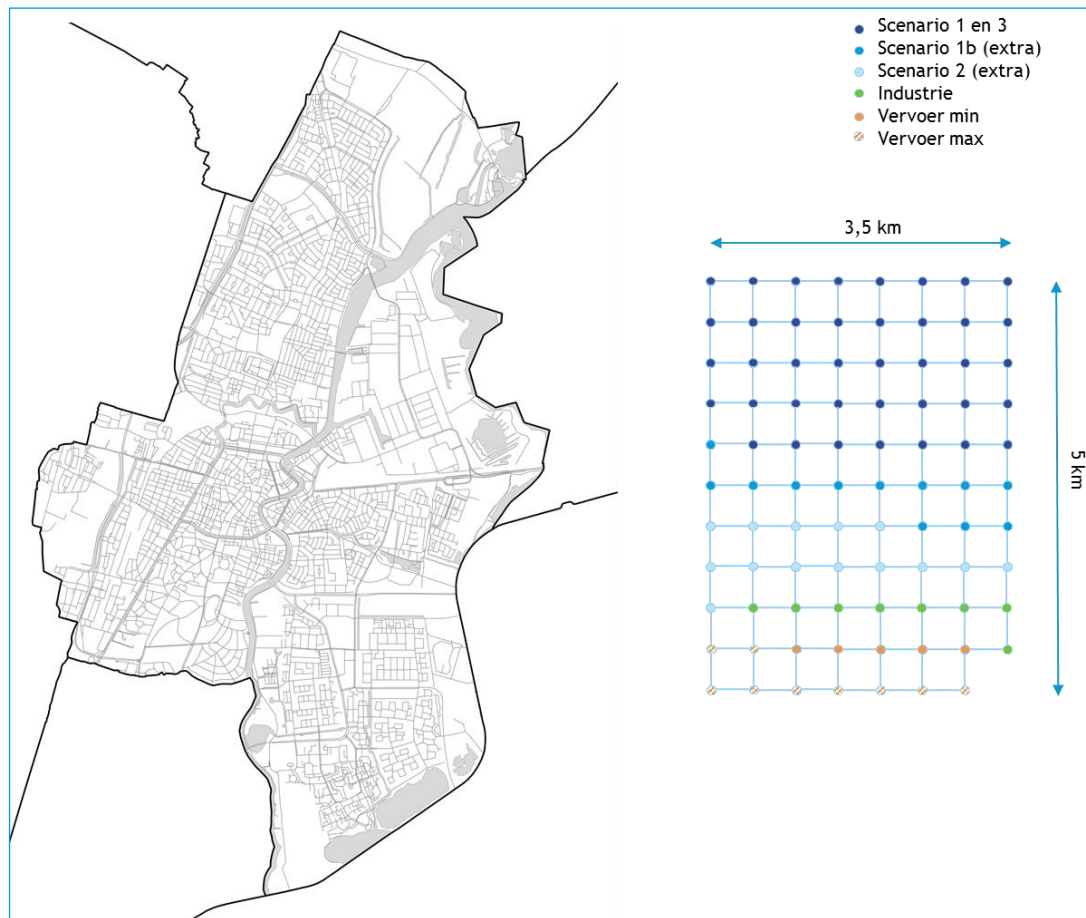 Scenario 1 en 3
Scenario 1b (extra)
Scenario 2 (extra)
Industrie
Vervoer min
Vervoer max
3,5 km
5 km